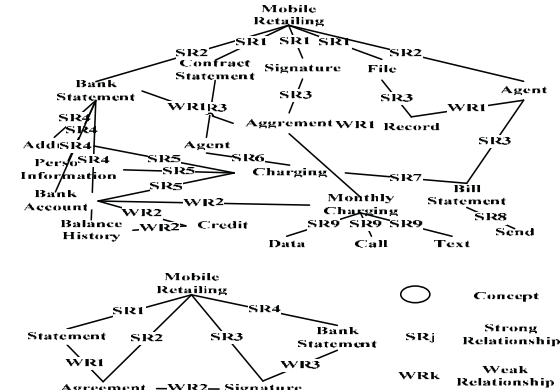 Mobile
Retailing
SR2
SR1
SR1
SR1
SR2
Contract
Statement
Signature
File
Bank
Statement
Agent
SR3
SR3
WR1
WR1
R3
Aggrement
WR1
Record
SR4
SR4
SR4
SR4
SR3
Agent
Information
SR5
SR6
SR5
Charging
SR7
SR5
Bank
Account
WR2
Monthly
Charging
Bill
Statement
WR2
SR8
Balance
History
WR2
Credit
SR9
SR9
SR9
Send
Data
Call
Text
Mobile
Retailing
SR1
SR4
SR2
SR3
Statement
Bank
Statement
WR1
WR3
Agreement
WR2
Signature
Concept
SRj
Strong
Relationship
WRk
Weak
Relationship